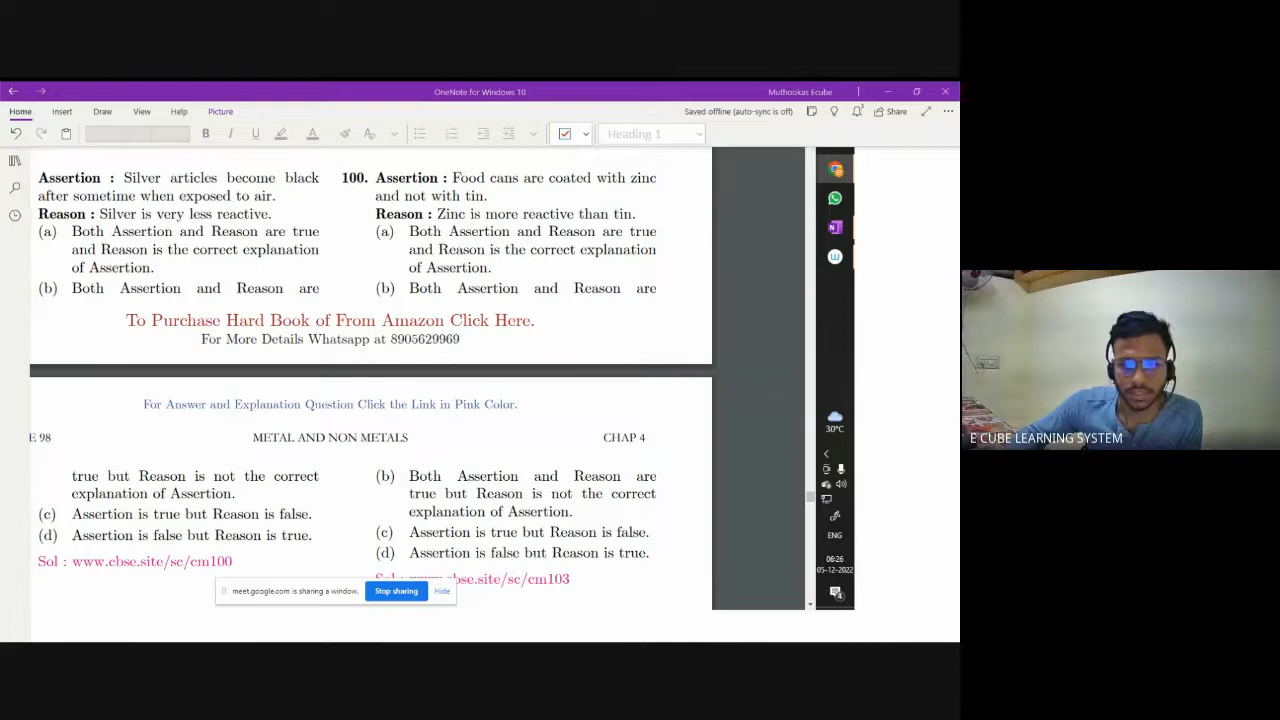 OneNote for Windows 10
Muthookas Ecube
Home Insert Draw View Help Picture
Saved offline (auto-sync is off)
Share
B I U A
Heading 1
Assertion : Silver articles become black
after sometime when exposed to air.
Reason : Silver is very less reactive.
(a) Both Assertion and Reason are true
and Reason is the correct explanation
of Assertion.
(b) Both Assertion and Reason are
100. Assertion : Food cans are coated with zinc
and not with tin.
Reason : Zinc is more reactive than tin.
(a) Both Assertion and Reason are true
and Reason is the correct explanation
of Assertion.
(b) Both Assertion and Reason are
To Purchase Hard Book of From Amazon Click Here.
For More Details Whatsapp at 8905629969
For Answer and Explanation Question Click the Link in Pink Color.
E 98 METAL AND NON METALS CHAP 4
true but Reason is not the correct
explanation of Assertion.
(c) Assertion is true but Reason is false.
(d) Assertion is false but Reason is true.
Sol : www.cbse.site/sc/cm100
(b) Both Assertion and Reason are
true but Reason is not the correct
explanation of Assertion.
(c) Assertion is true but Reason is false.
(d) Assertion is false but Reason is true.
Sol : www.cbse.site/sc/cm103
meet.google.com is sharing a window.
Stop sharing
Hide
30°C
ENG
06:26
05-12-2022
4
E CUBE LEARNING SYSTEM